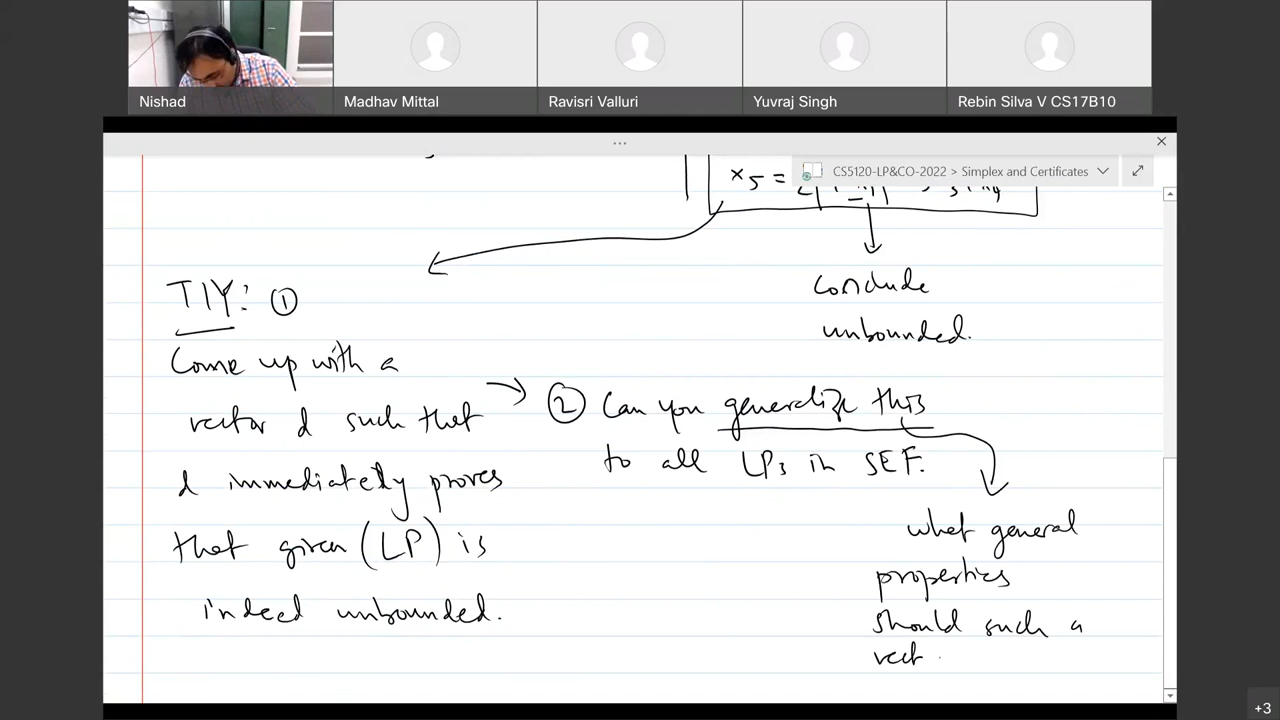 Nishad
Madhav Mittal
Ravisri Valluri
Yuvraj Singh
Rebin Silva V CS17B10
CS5120-LP&CO-2022 > Simplex and Certificates
x5 =
conclude
unbounded.
TIY: ①
Come up with a
vector d such that
d immediately proves
that given (LP) is
indeed unbounded.
② Can you generalize this
to all LPs in SEF.
what general
properties
should such a
vect
+3